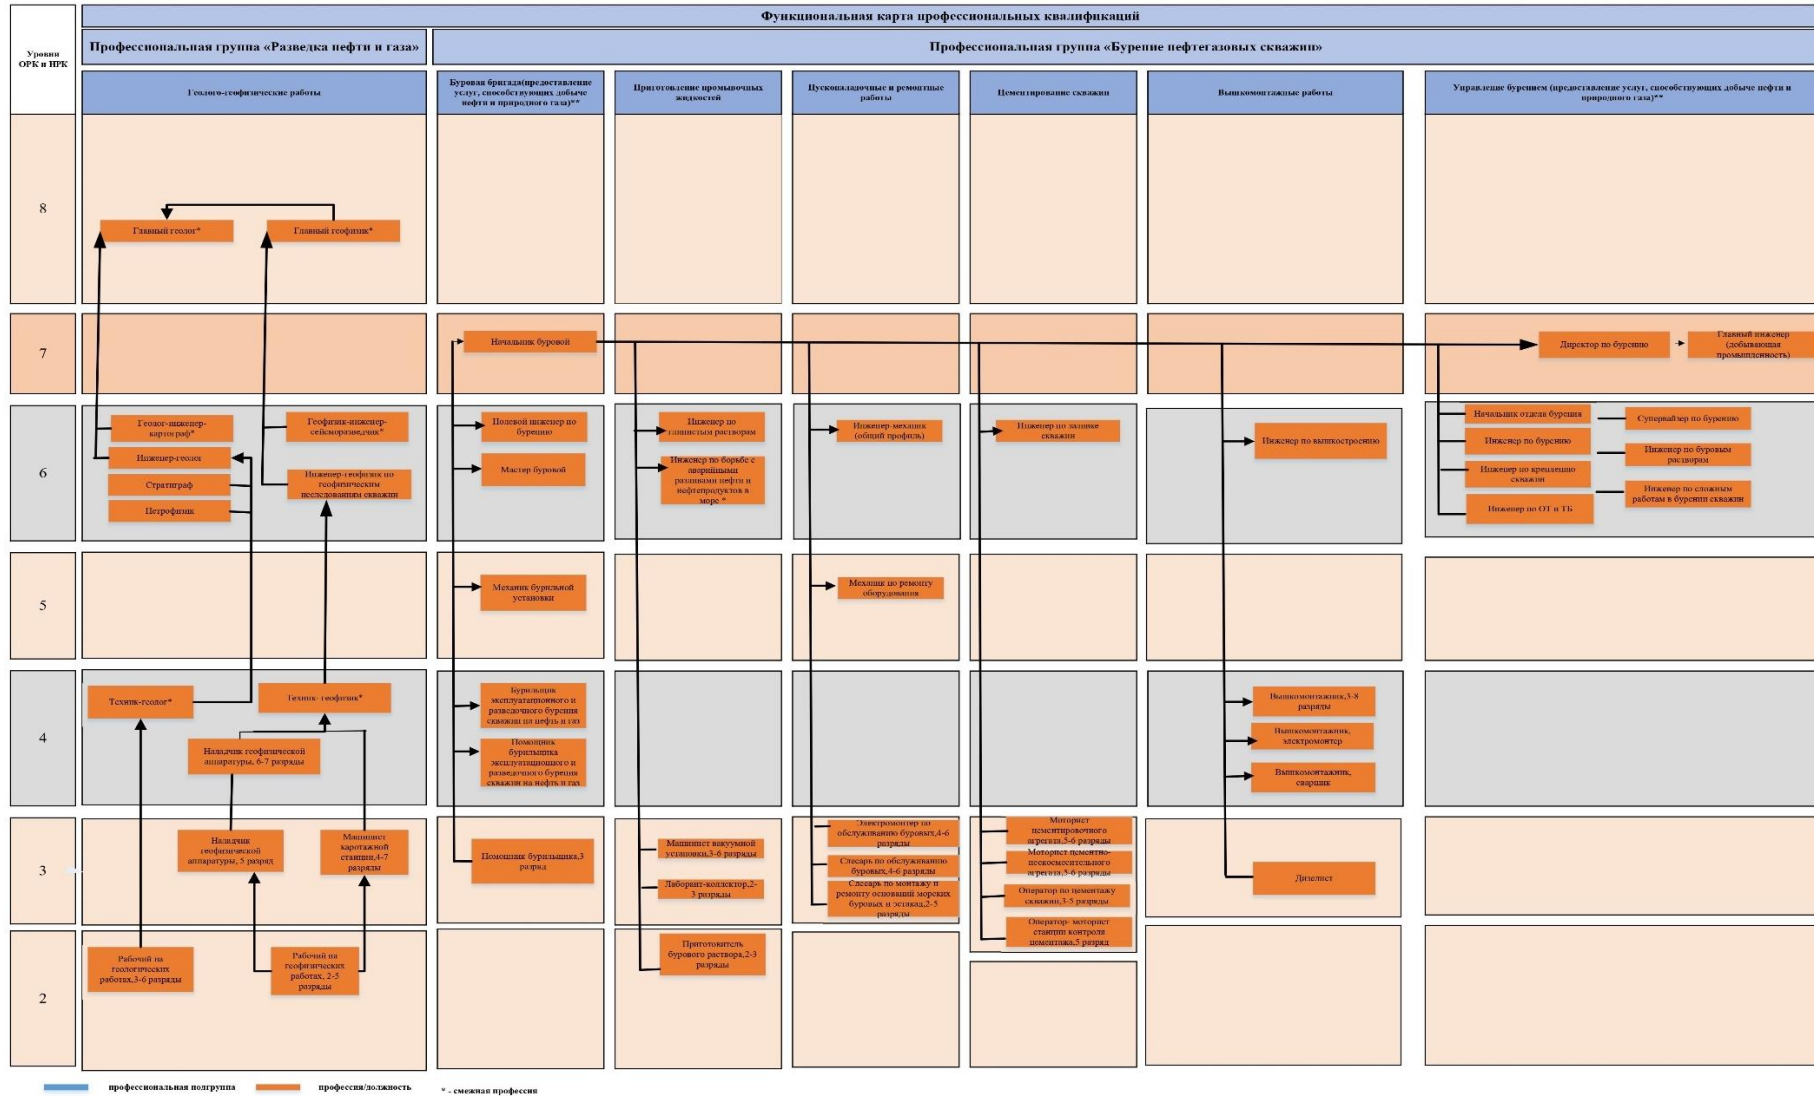 Функциональная карта профессиональных квалификаций
Уровни
ОРК и НРК
Профессиональная группа «Разведка нефти и газа»
Профессиональная группа «Бурение нефтегазовых скважин»
Геолого-геофизические работы
Буровая бригада(предоставление
услуг, способствующих добыче
нефти и природного газа)**
Приготовление промывочных
жидкостей
Пусконаладочные и ремонтные
работы
Цементирование скважин
Вышкомонтажные работы
Управление бурением (предоставление услуг, способствующих добыче нефти и
природного газа)**
8
Главный геолог*
Главный геофизик*
7
Начальник буровой
Директор по бурению
Главный инженер
(добывающая
промышленность)
6
Геолог-инженер-
картограф*
Инженер-геолог
Стратиграф
Петрофизик
Геофизик-инженер-
сейсморазведчик*
Инженер-геофизик по
геофизическим
исследованиям скважин
Полевой инженер по
бурению
Мастер буровой
Инженер по
глинистым растворам
Инженер по борьбе с
аварийными
разливами нефти и
нефтепродуктов в
море *
Инженер-механик
(общий профиль)
Инженер по заливке
скважин
Инженер по вышкостроению
Начальник отдела бурения
Инженер по бурению
Инженер по креплению
скважин
Инженер по ОТ и ТБ
Супервайзер по бурению
Инженер по буровым
растворам
Инженер по сложным
работам в бурении скважин
5
Механик бурильной
установки
Механик по ремонту
оборудования
4
Техник-геолог*
Техник- геофизик*
Наладчик геофизической
аппаратуры, 6-7 разряды
Бурильщик
эксплуатационного и
разведочного бурения
скважин на нефть и газ
Помощник
бурильщика
эксплуатационного и
разведочного бурения
скважин на нефть и газ
Вышкомонтажник,3-8
разряды
Вышкомонтажник,
электромонтер
Вышкомонтажник,
сварщик
3
Наладчик
геофизической
аппаратуры, 5 разряд
Машинист
каротажной
станции,4-7
разряды
Помощник бурильщика,3
разряд
Машинист вакуумной
установки,3-6 разряды
Лаборант-коллектор,2-
3 разряды
Электромонтер по
обслуживанию буровых,4-6
разряды
Слесарь по обслуживанию
буровых,4-6 разряды
Слесарь по монтажу и
ремонту оснований морских
буровых и эстакад,2-5
разряды
Моторист
цементировочного
агрегата,5-6 разряды
Моторист цементно-
пескосмесительного
агрегата,5-6 разряды
Оператор по цементажу
скважин,3-5 разряды
Оператор- моторист
станции контроля
цементажа,5 разряд
Дизелист
2
Рабочий на
геологических
работах,3-6 разряды
Рабочий на
геофизических
работах, 2-5
разряды
Приготовитель
бурового раствора,2-3
разряды
профессиональная подгруппа
профессия/должность
* - смежная профессия